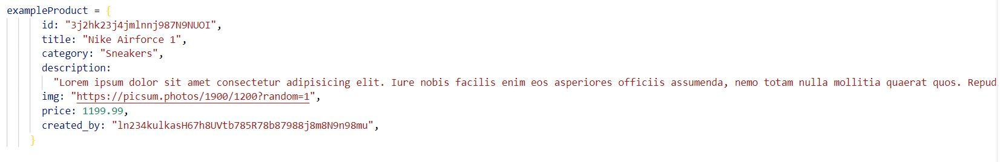 exampleProduct = {
id: "3j2hk23j4jmlnnj987N9NUOI",
title: "Nike Airforce 1",
category: "Sneakers",
description:
"Lorem ipsum dolor sit amet consectetur adipisicing elit. Iure nobis facilis enim eos asperiores officiis assumenda, nemo totam nulla mollitia quaerat quos. Repud
img: "https://picsum.photos/1900/1200?random=1",
price: 1199.99,
created_by: "ln234kulkasH67h8UVtb785R78b87988j8m8N9n98mu",
}